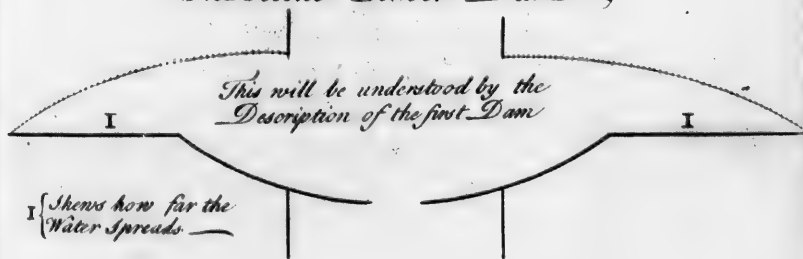 This will be understood by the
Description of the first Dam
I
I
I { Shews how far the
Water Spreads